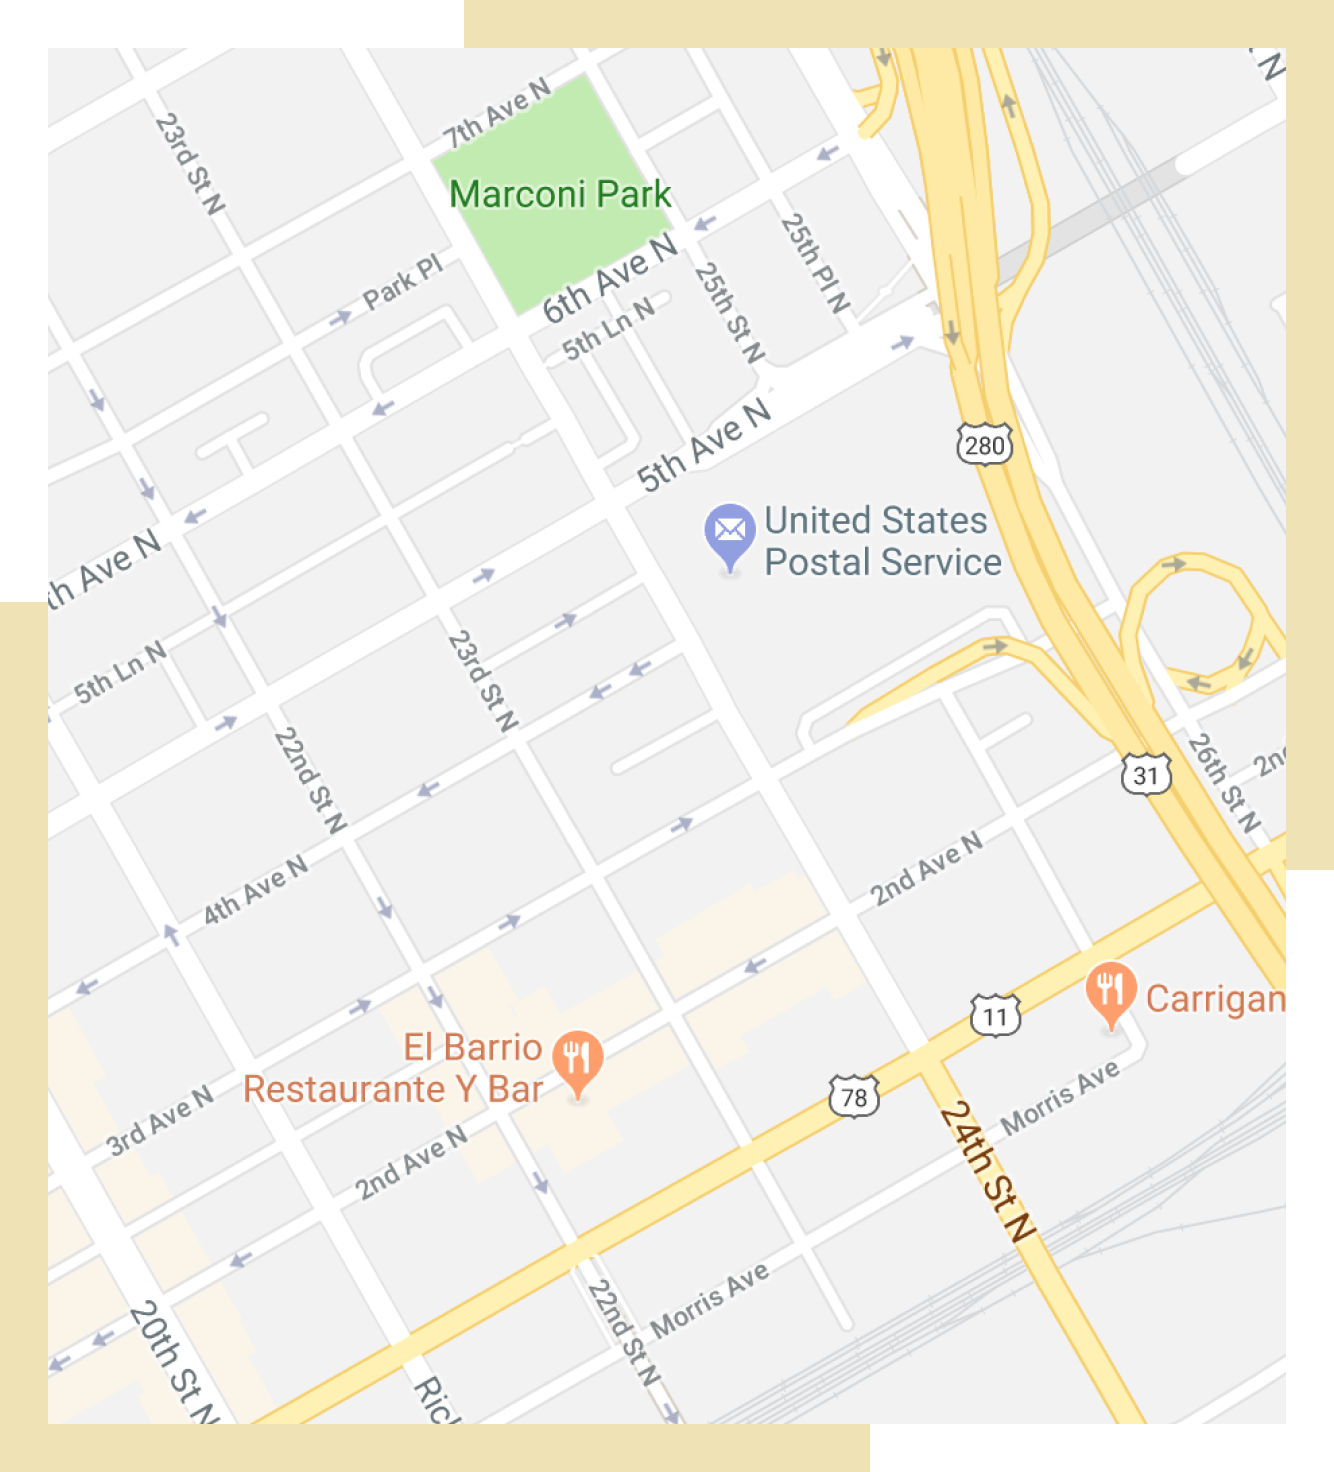 N
7th Ave N
23rd St N
Marconi Park
25th Pl N
6th Ave N
Park Pl
25th St N
5th Ln N
5th Ave N
280
United States
Postal Service
th Ave N
5th Ln N
23rd St N
22nd St N
26th St N
2nd
31
4th Ave N
2nd Ave N
Carrigan
11
El Barrio
Restaurante Y Bar
78
Morris Ave
3rd Ave N
2nd Ave N
24th St N
Morris Ave
22nd St N
20th St N